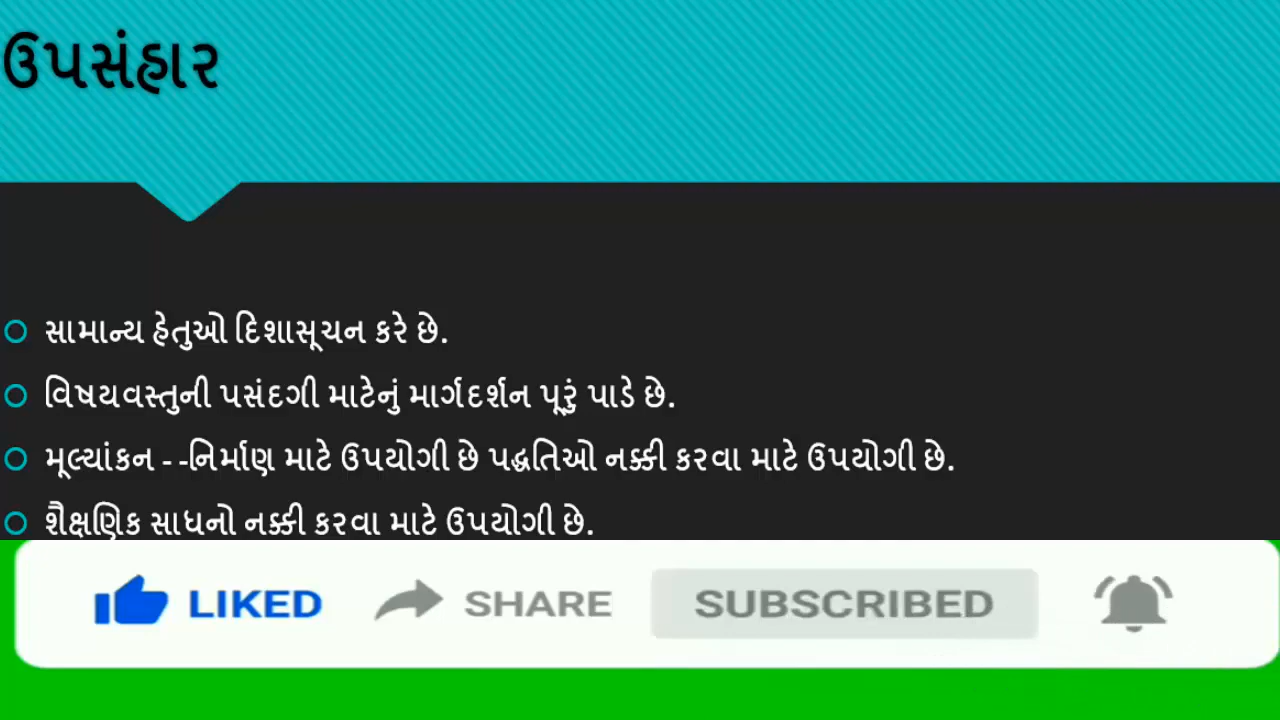 ઉપસંહાર
સામાન્ય હેતુઓ દિશાસૂચન કરે છે.
વિષયવસ્તુની પસંદગી માટેનું માર્ગદર્શન પૂરું પાડે છે.
મૂલ્યાંકન - -નિર્માણ માટે ઉપયોગી છે પદ્ધતિઓ નક્કી કરવા માટે ઉપયોગી છે.
શૈક્ષણિક સાધનો નક્કી કરવા માટે ઉપયોગી છે.
LIKED SHARE SUBSCRIBED